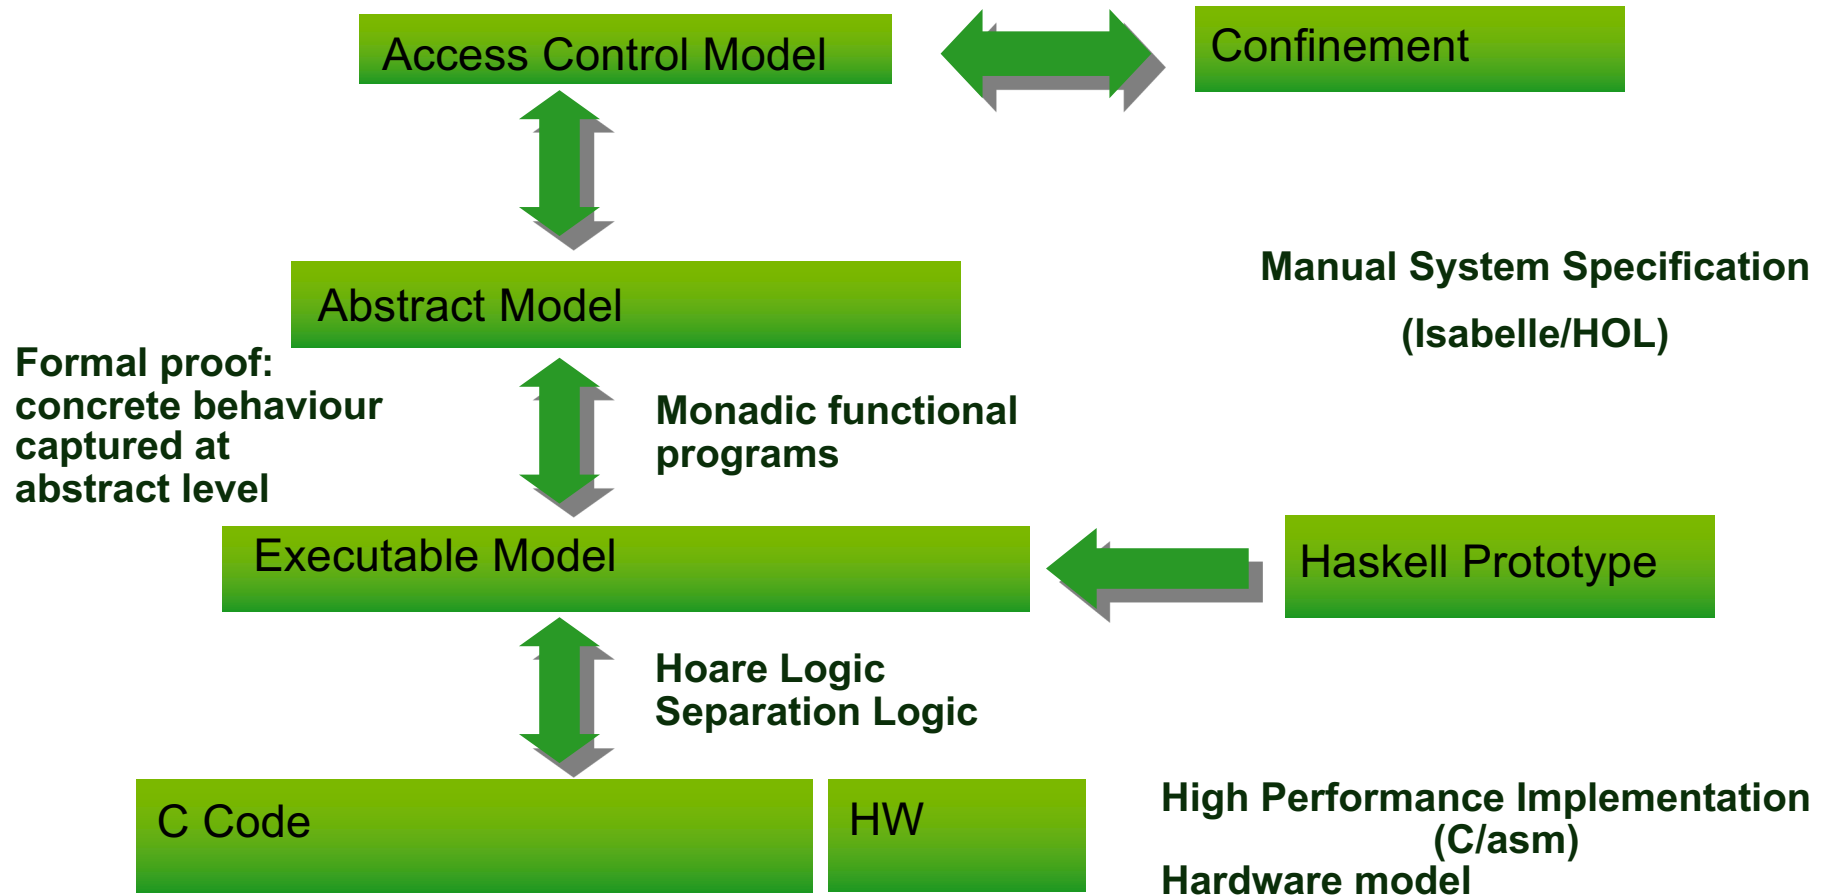 Access Control Model
Confinement
Abstract Model
Manual System Specification
(Isabelle/HOL)
Formal proof:
concrete behaviour
captured at
abstract level
Monadic functional
programs
Executable Model
Haskell Prototype
Hoare Logic
Separation Logic
C Code
HW
High Performance Implementation
(C/asm)
Hardware model